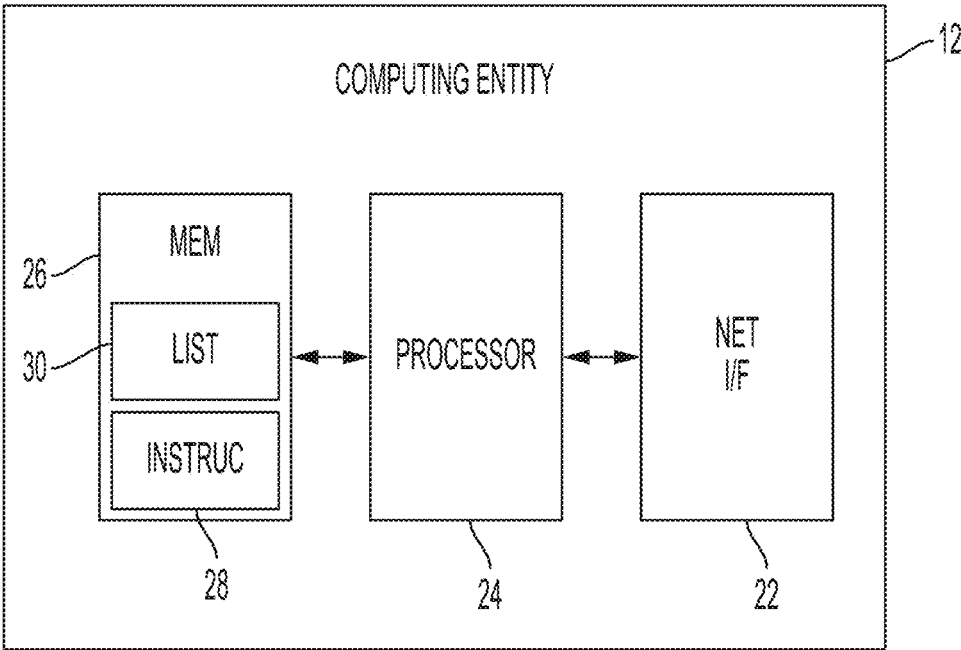 12
COMPUTING ENTITY
MEM
26
LIST
30
INSTRUC
28
PROCESSOR
24
NET
I/F
22